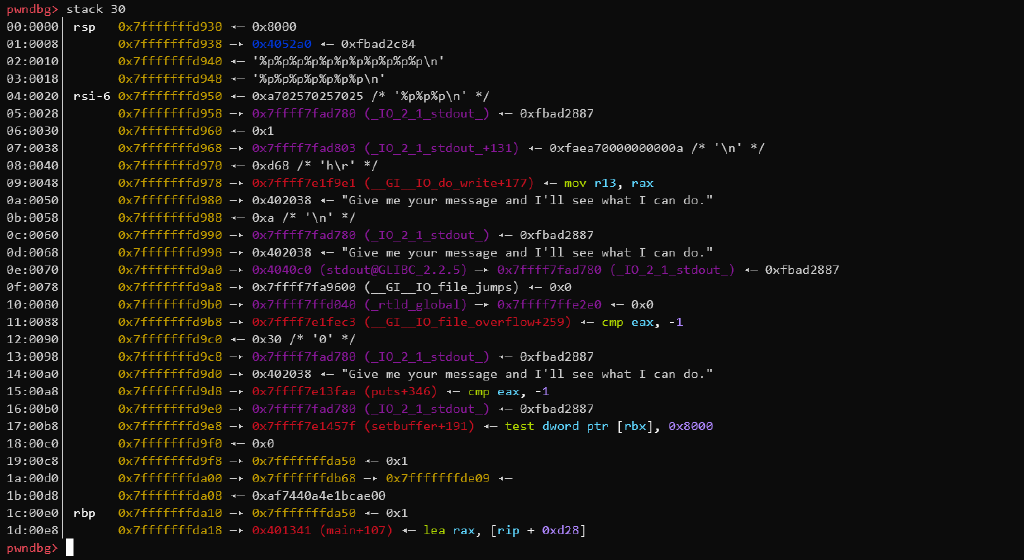 pwndbg> stack 30
00:0000│ rsp   0x7fffffffd930 ◂— 0x8000
01:0008│       0x7fffffffd938 —▸ 0x4052a0 ◂— 0xfbad2c84
02:0010│       0x7fffffffd940 ◂— '%p%p%p%p%p%p%p%p%p%p%p\n'
03:0018│       0x7fffffffd948 ◂— '%p%p%p%p%p%p%p\n'
04:0020│ rsi-6 0x7fffffffd950 ◂— 0xa702570257025 /* '%p%p%p\n' */
05:0028│       0x7fffffffd958 —▸ 0x7ffff7fad780 (_IO_2_1_stdout_) ◂— 0xfbad2887
06:0030│       0x7fffffffd960 ◂— 0x1
07:0038│       0x7fffffffd968 —▸ 0x7ffff7fad803 (_IO_2_1_stdout_+131) ◂— 0xfaea70000000000a /* '\n' */
08:0040│       0x7fffffffd970 ◂— 0xd68 /* 'h\r' */
09:0048│       0x7fffffffd978 —▸ 0x7ffff7e1f9e1 (__GI__IO_do_write+177) ◂— mov r13, rax
0a:0050│       0x7fffffffd980 —▸ 0x402038 ◂— "Give me your message and I'll see what I can do."
0b:0058│       0x7fffffffd988 ◂— 0xa /* '\n' */
0c:0060│       0x7fffffffd990 —▸ 0x7ffff7fad780 (_IO_2_1_stdout_) ◂— 0xfbad2887
0d:0068│       0x7fffffffd998 —▸ 0x402038 ◂— "Give me your message and I'll see what I can do."
0e:0070│       0x7fffffffd9a0 —▸ 0x4040c0 (stdout@GLIBC_2.2.5) —▸ 0x7ffff7fad780 (_IO_2_1_stdout_) ◂— 0xfbad2887
0f:0078│       0x7fffffffd9a8 —▸ 0x7ffff7fa9600 (__GI__IO_file_jumps) ◂— 0x0
10:0080│       0x7fffffffd9b0 —▸ 0x7ffff7ffd040 (_rtld_global) —▸ 0x7ffff7ffe2e0 ◂— 0x0
11:0088│       0x7fffffffd9b8 —▸ 0x7ffff7e1fec3 (__GI__IO_file_overflow+259) ◂— cmp eax, -1
12:0090│       0x7fffffffd9c0 ◂— 0x30 /* '0' */
13:0098│       0x7fffffffd9c8 —▸ 0x7ffff7fad780 (_IO_2_1_stdout_) ◂— 0xfbad2887
14:00a0│       0x7fffffffd9d0 —▸ 0x402038 ◂— "Give me your message and I'll see what I can do."
15:00a8│       0x7fffffffd9d8 —▸ 0x7ffff7e13faa (puts+346) ◂— cmp eax, -1
16:00b0│       0x7fffffffd9e0 —▸ 0x7ffff7fad780 (_IO_2_1_stdout_) ◂— 0xfbad2887
17:00b8│       0x7fffffffd9e8 —▸ 0x7ffff7e1457f (setbuffer+191) ◂— test dword ptr [rbx], 0x8000
18:00c0│       0x7fffffffd9f0 ◂— 0x0
19:00c8│       0x7fffffffd9f8 —▸ 0x7fffffffda50 ◂— 0x1
1a:00d0│       0x7fffffffda00 —▸ 0x7fffffffdb68 —▸ 0x7fffffffde09 ◂—
1b:00d8│       0x7fffffffda08 ◂— 0xaf7440a4e1bcae00
1c:00e0│ rbp   0x7fffffffda10 —▸ 0x7fffffffda50 ◂— 0x1
1d:00e8│       0x7fffffffda18 —▸ 0x401341 (main+107) ◂— lea rax, [rip + 0xd28]
pwndbg>